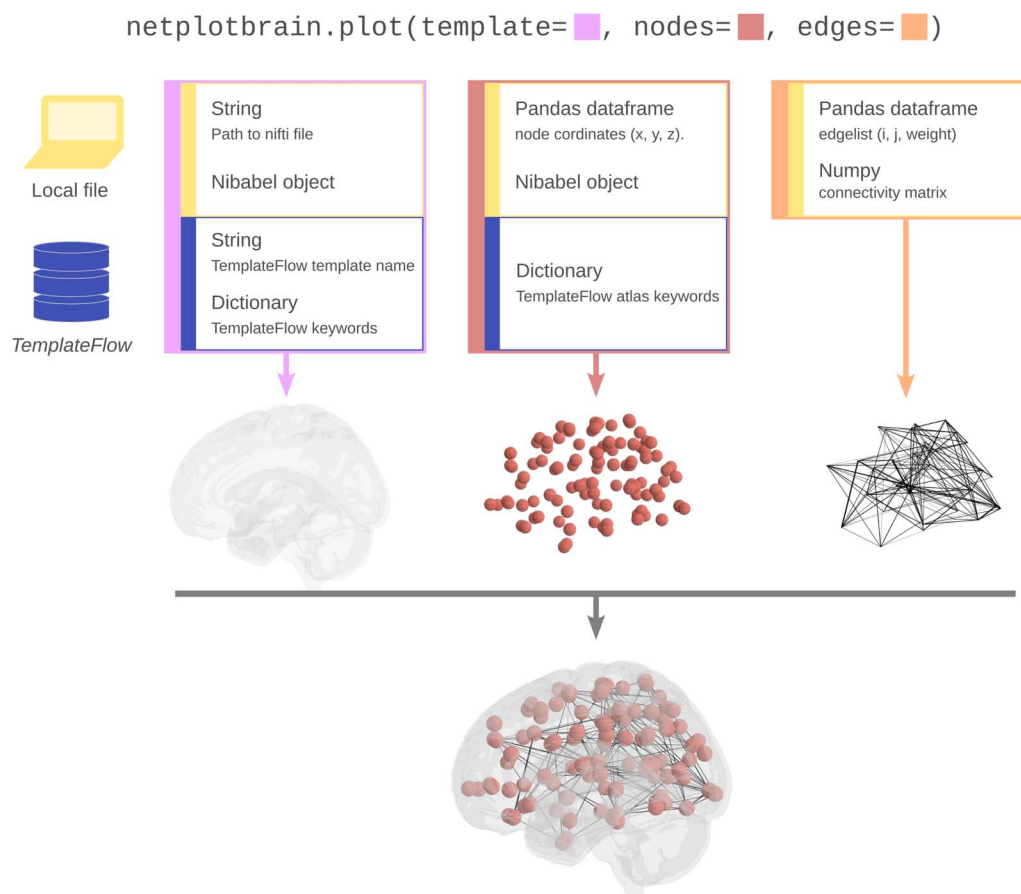 netplotbrain.plot(template= , nodes= , edges= )
Local file
TemplateFlow
String
Path to nifti file
Nibabel object
String
TemplateFlow template name
Dictionary
TemplateFlow keywords
Pandas dataframe
node cordinates (x, y, z).
Nibabel object
Dictionary
TemplateFlow atlas keywords
Pandas dataframe
edgelist (i, j, weight)
Numpy
connectivity matrix